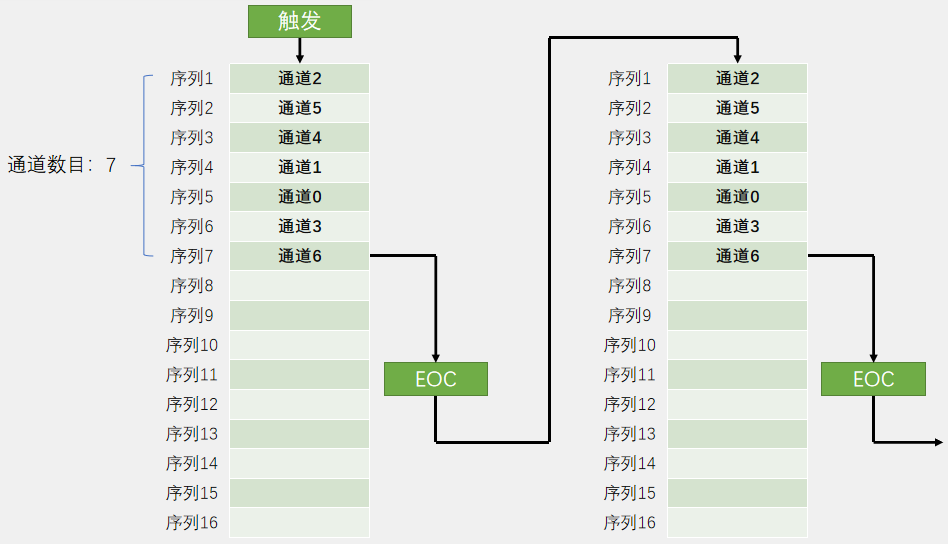 触发
通道数目：7
序列1 通道2
序列2 通道5
序列3 通道4
序列4 通道1
序列5 通道0
序列6 通道3
序列7 通道6
序列8
序列9
序列10
序列11
序列12
序列13
序列14
序列15
序列16
EOC
序列1 通道2
序列2 通道5
序列3 通道4
序列4 通道1
序列5 通道0
序列6 通道3
序列7 通道6
序列8
序列9
序列10
序列11
序列12
序列13
序列14
序列15
序列16
EOC